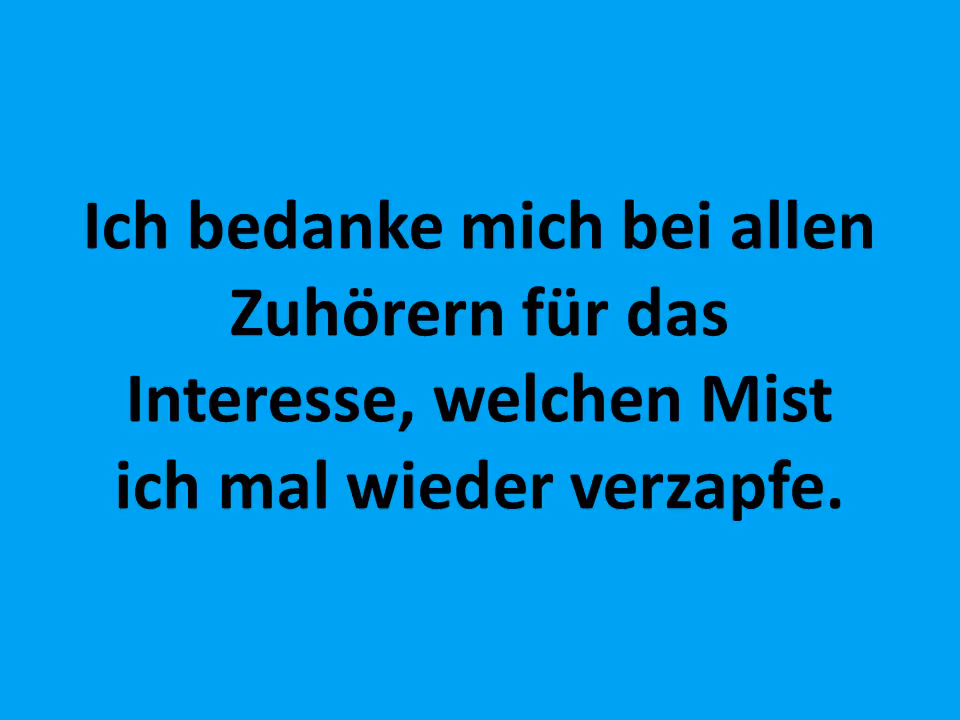 Ich bedanke mich bei allen
Zuhörern für das
Interesse, welchen Mist
ich mal wieder verzapfe.